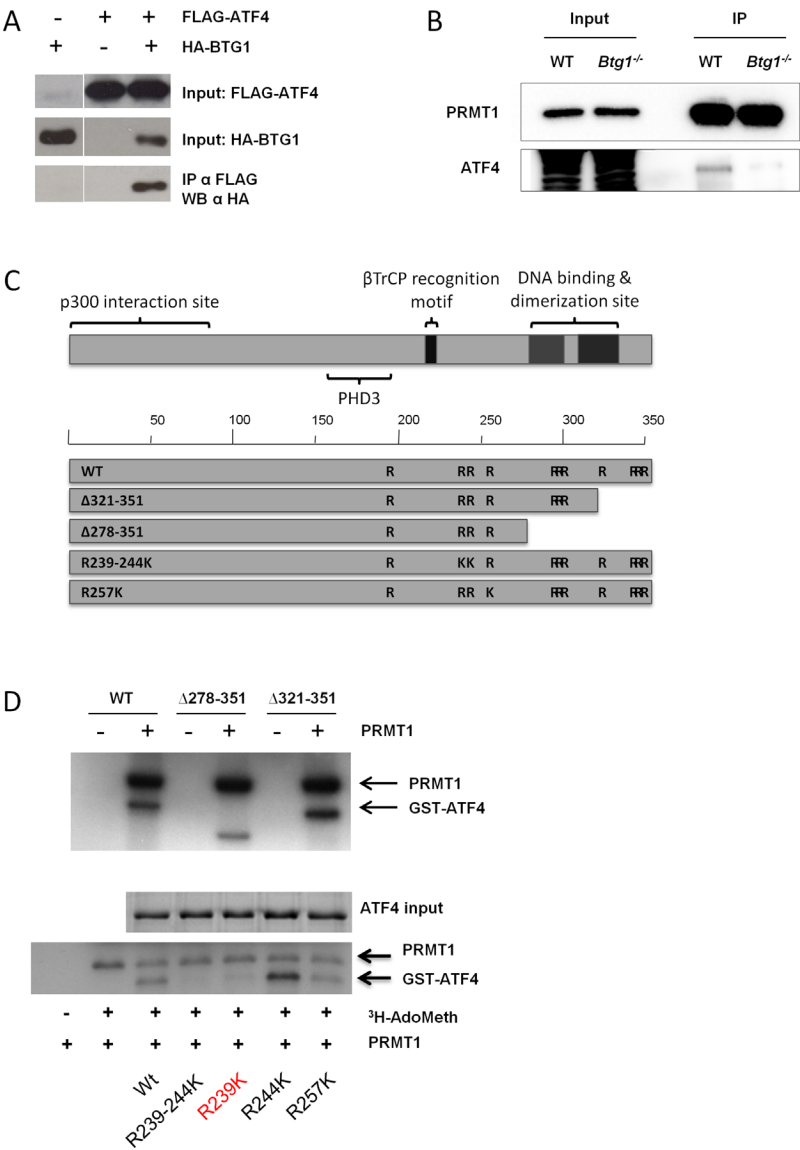 A
- + + FLAG-ATF4
+ - + HA-BTG1
Input: FLAG-ATF4
Input: HA-BTG1
IP α FLAG
WB α HA
B
Input IP
WT Btg1-/- WT Btg1-/-
PRMT1
ATF4
C
p300 interaction site
βTrCP recognition
motif
DNA binding &
dimerization site
PHD3
50 100 150 200 250 300 350
WT R RR R RRR R RRR
Δ321-351 R RR R RRR
Δ278-351 R RR R
R239-244K R KK R RRR R RRR
R257K R RR K RRR R RRR
D
WT Δ278-351 Δ321-351
- + - + - + PRMT1
PRMT1
GST-ATF4
ATF4 input
PRMT1
GST-ATF4
- + + + + + + ³H-AdoMeth
+ + + + + + + PRMT1
Wt
R239-244K
R239K
R244K
R257K